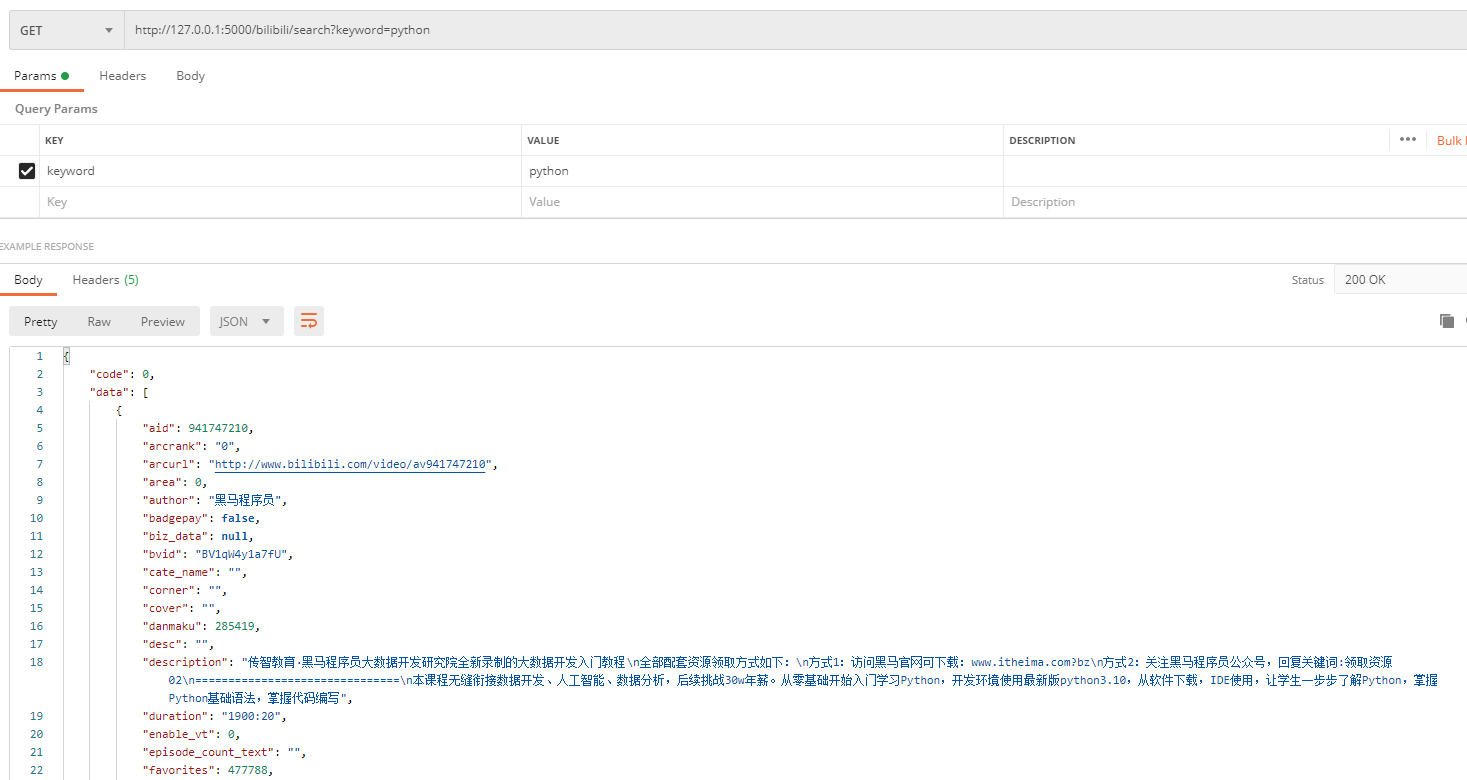 GET http://127.0.0.1:5000/bilibili/search?keyword=python
Params Headers Body
Query Params
KEY VALUE DESCRIPTION ••• Bulk
keyword python
Key Value Description
EXAMPLE RESPONSE
Body Headers (5) Status 200 OK
Pretty Raw Preview JSON
1 {
2 "code": 0,
3 "data": [
4 {
5 "aid": 941747210,
6 "arcrank": "0",
7 "arcurl": "http://www.bilibili.com/video/av941747210",
8 "area": 0,
9 "author": "黑马程序员",
10 "badgepay": false,
11 "biz_data": null,
12 "bvid": "BV1qW4y1a7fU",
13 "cate_name": "",
14 "corner": "",
15 "cover": "",
16 "danmaku": 285419,
17 "desc": "",
18 "description": "传智教育·黑马程序员大数据开发研究院全新录制的大数据开发入门教程\n全部配套资源领取方式如下：\n方式1：访问黑马官网可下载：www.itheima.com?bz\n方式2：关注黑马程序员公众号，回复关键词:领取资源
02\n===============================\n本课程无缝衔接数据开发、人工智能、数据分析，后续挑战30w年薪。从零基础开始入门学习Python，开发环境使用最新版python3.10，从软件下载，IDE使用，让学生一步步了解Python，掌握
Python基础语法，掌握代码编写",
19 "duration": "1900:20",
20 "enable_vt": 0,
21 "episode_count_text": "",
22 "favorites": 477788,